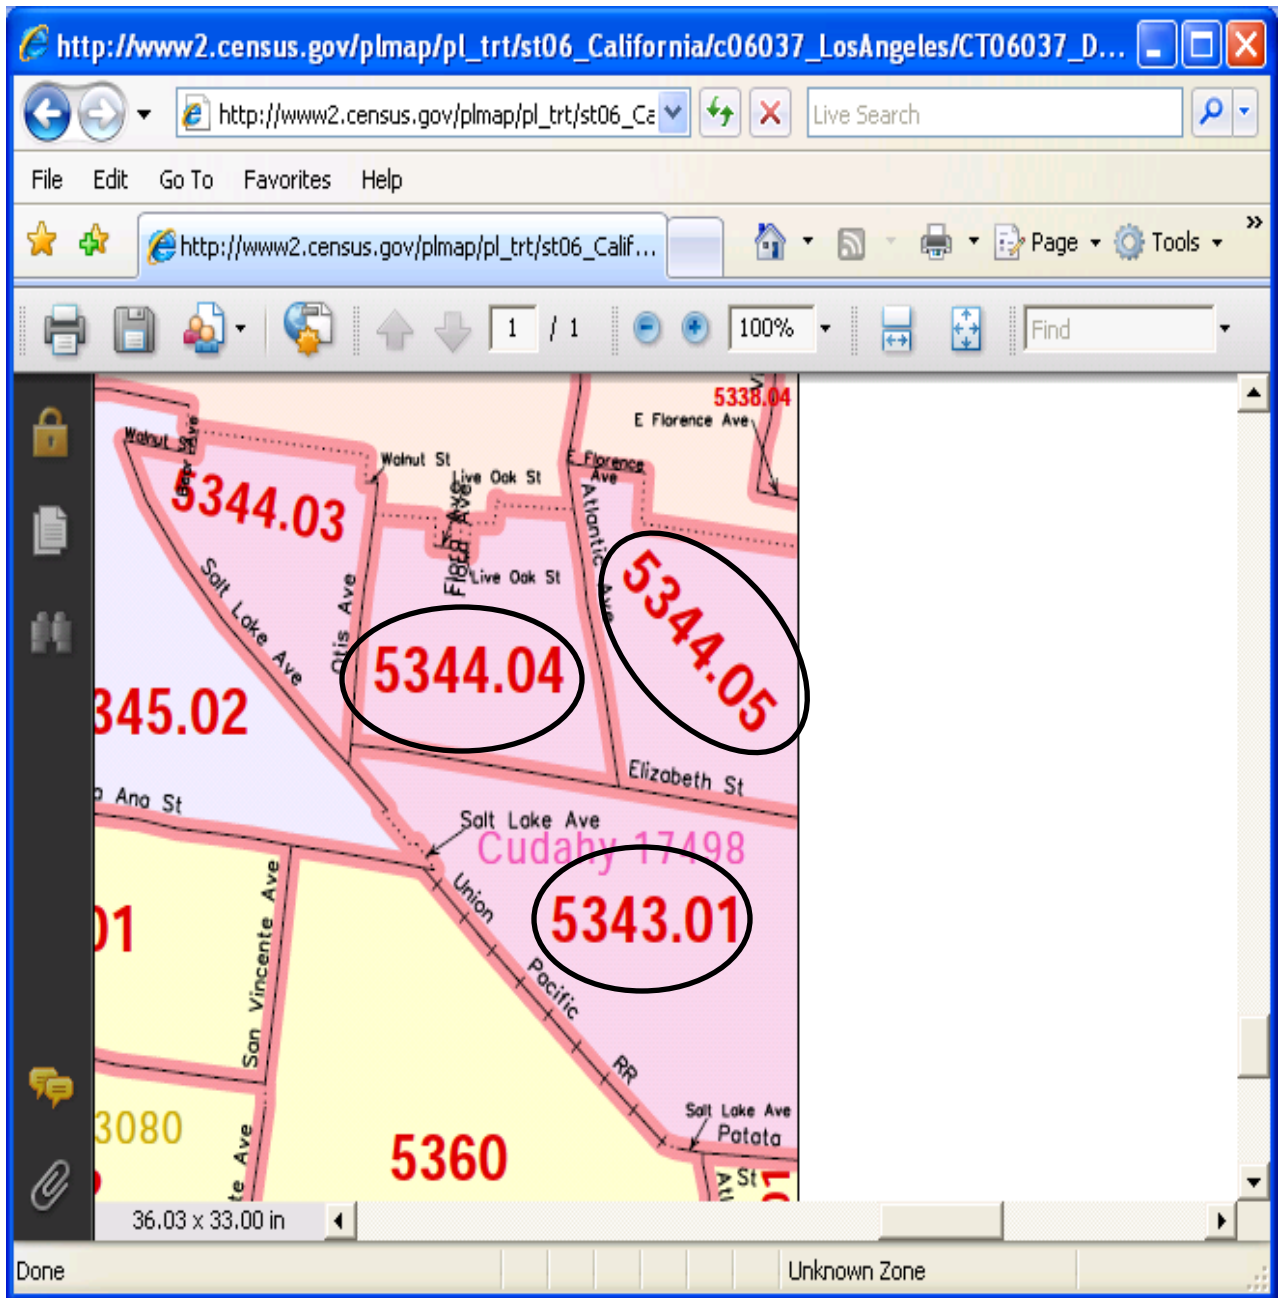 http://www2.census.gov/plmap/pl_trt/st06_California/c06037_LosAngeles/CT06037_D...
http://www2.census.gov/plmap/pl_trt/st06_Ca
Live Search
File Edit Go To Favorites Help
http://www2.census.gov/plmap/pl_trt/st06_Calif...
Page Tools »
1 / 1 100% Find
5338.04
E Florence Ave
Walnut St
Walnut St
E Florence
Ave
Live Oak St
5344.03
Atlantic Ave
Flora Ave
Live Oak St
5344.05
Salt Lake Ave
Otis Ave
5344.04
345.02
Elizabeth St
Ana St
Salt Lake Ave
Cudahy 17498
San Vincente Ave
Union Pacific RR
5343.01
01
Salt Lake Ave
Patata
St
3080
5360
01
36.03 x 33.00 in
Done
Unknown Zone